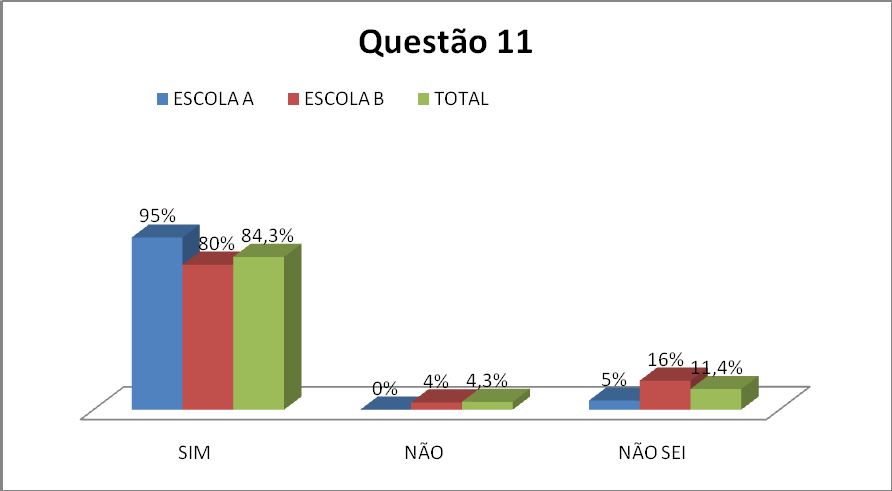 Questão 11
ESCOLA A ESCOLA B TOTAL
95% 80% 84,3%
0% 4% 4,3%
5% 16% 11,4%
SIM NÃO NÃO SEI